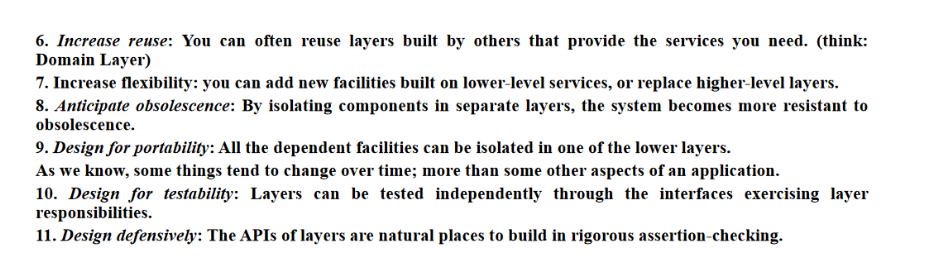 6. Increase reuse: You can often reuse layers built by others that provide the services you need. (think:
Domain Layer)
7. Increase flexibility: you can add new facilities built on lower-level services, or replace higher-level layers.
8. Anticipate obsolescence: By isolating components in separate layers, the system becomes more resistant to
obsolescence.
9. Design for portability: All the dependent facilities can be isolated in one of the lower layers.
As we know, some things tend to change over time; more than some other aspects of an application.
10. Design for testability: Layers can be tested independently through the interfaces exercising layer
responsibilities.
11. Design defensively: The APIs of layers are natural places to build in rigorous assertion-checking.